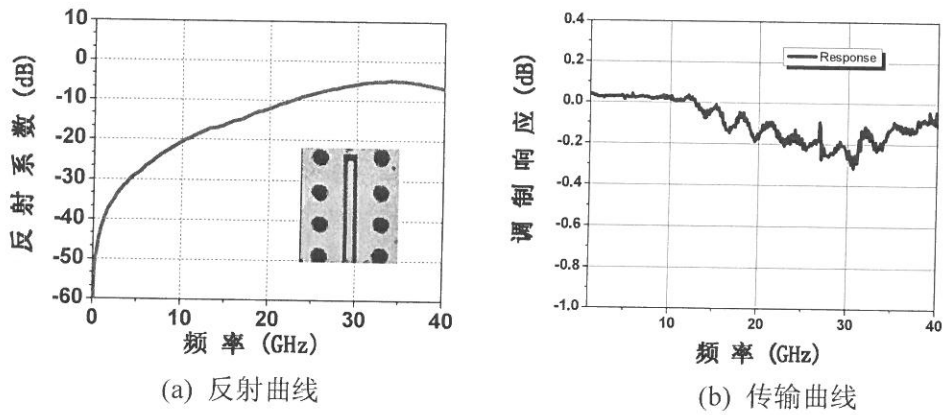 10
0
-10
-20
-30
-40
-50
-60
反 射 系 数 (dB)
0 10 20 30 40
频 率 (GHz)
(a) 反射曲线
0.4
0.2
0.0
-0.2
-0.4
-0.6
-0.8
-1.0
调 制 响 应 (dB)
Response
10 20 30 40
频 率 (GHz)
(b) 传输曲线